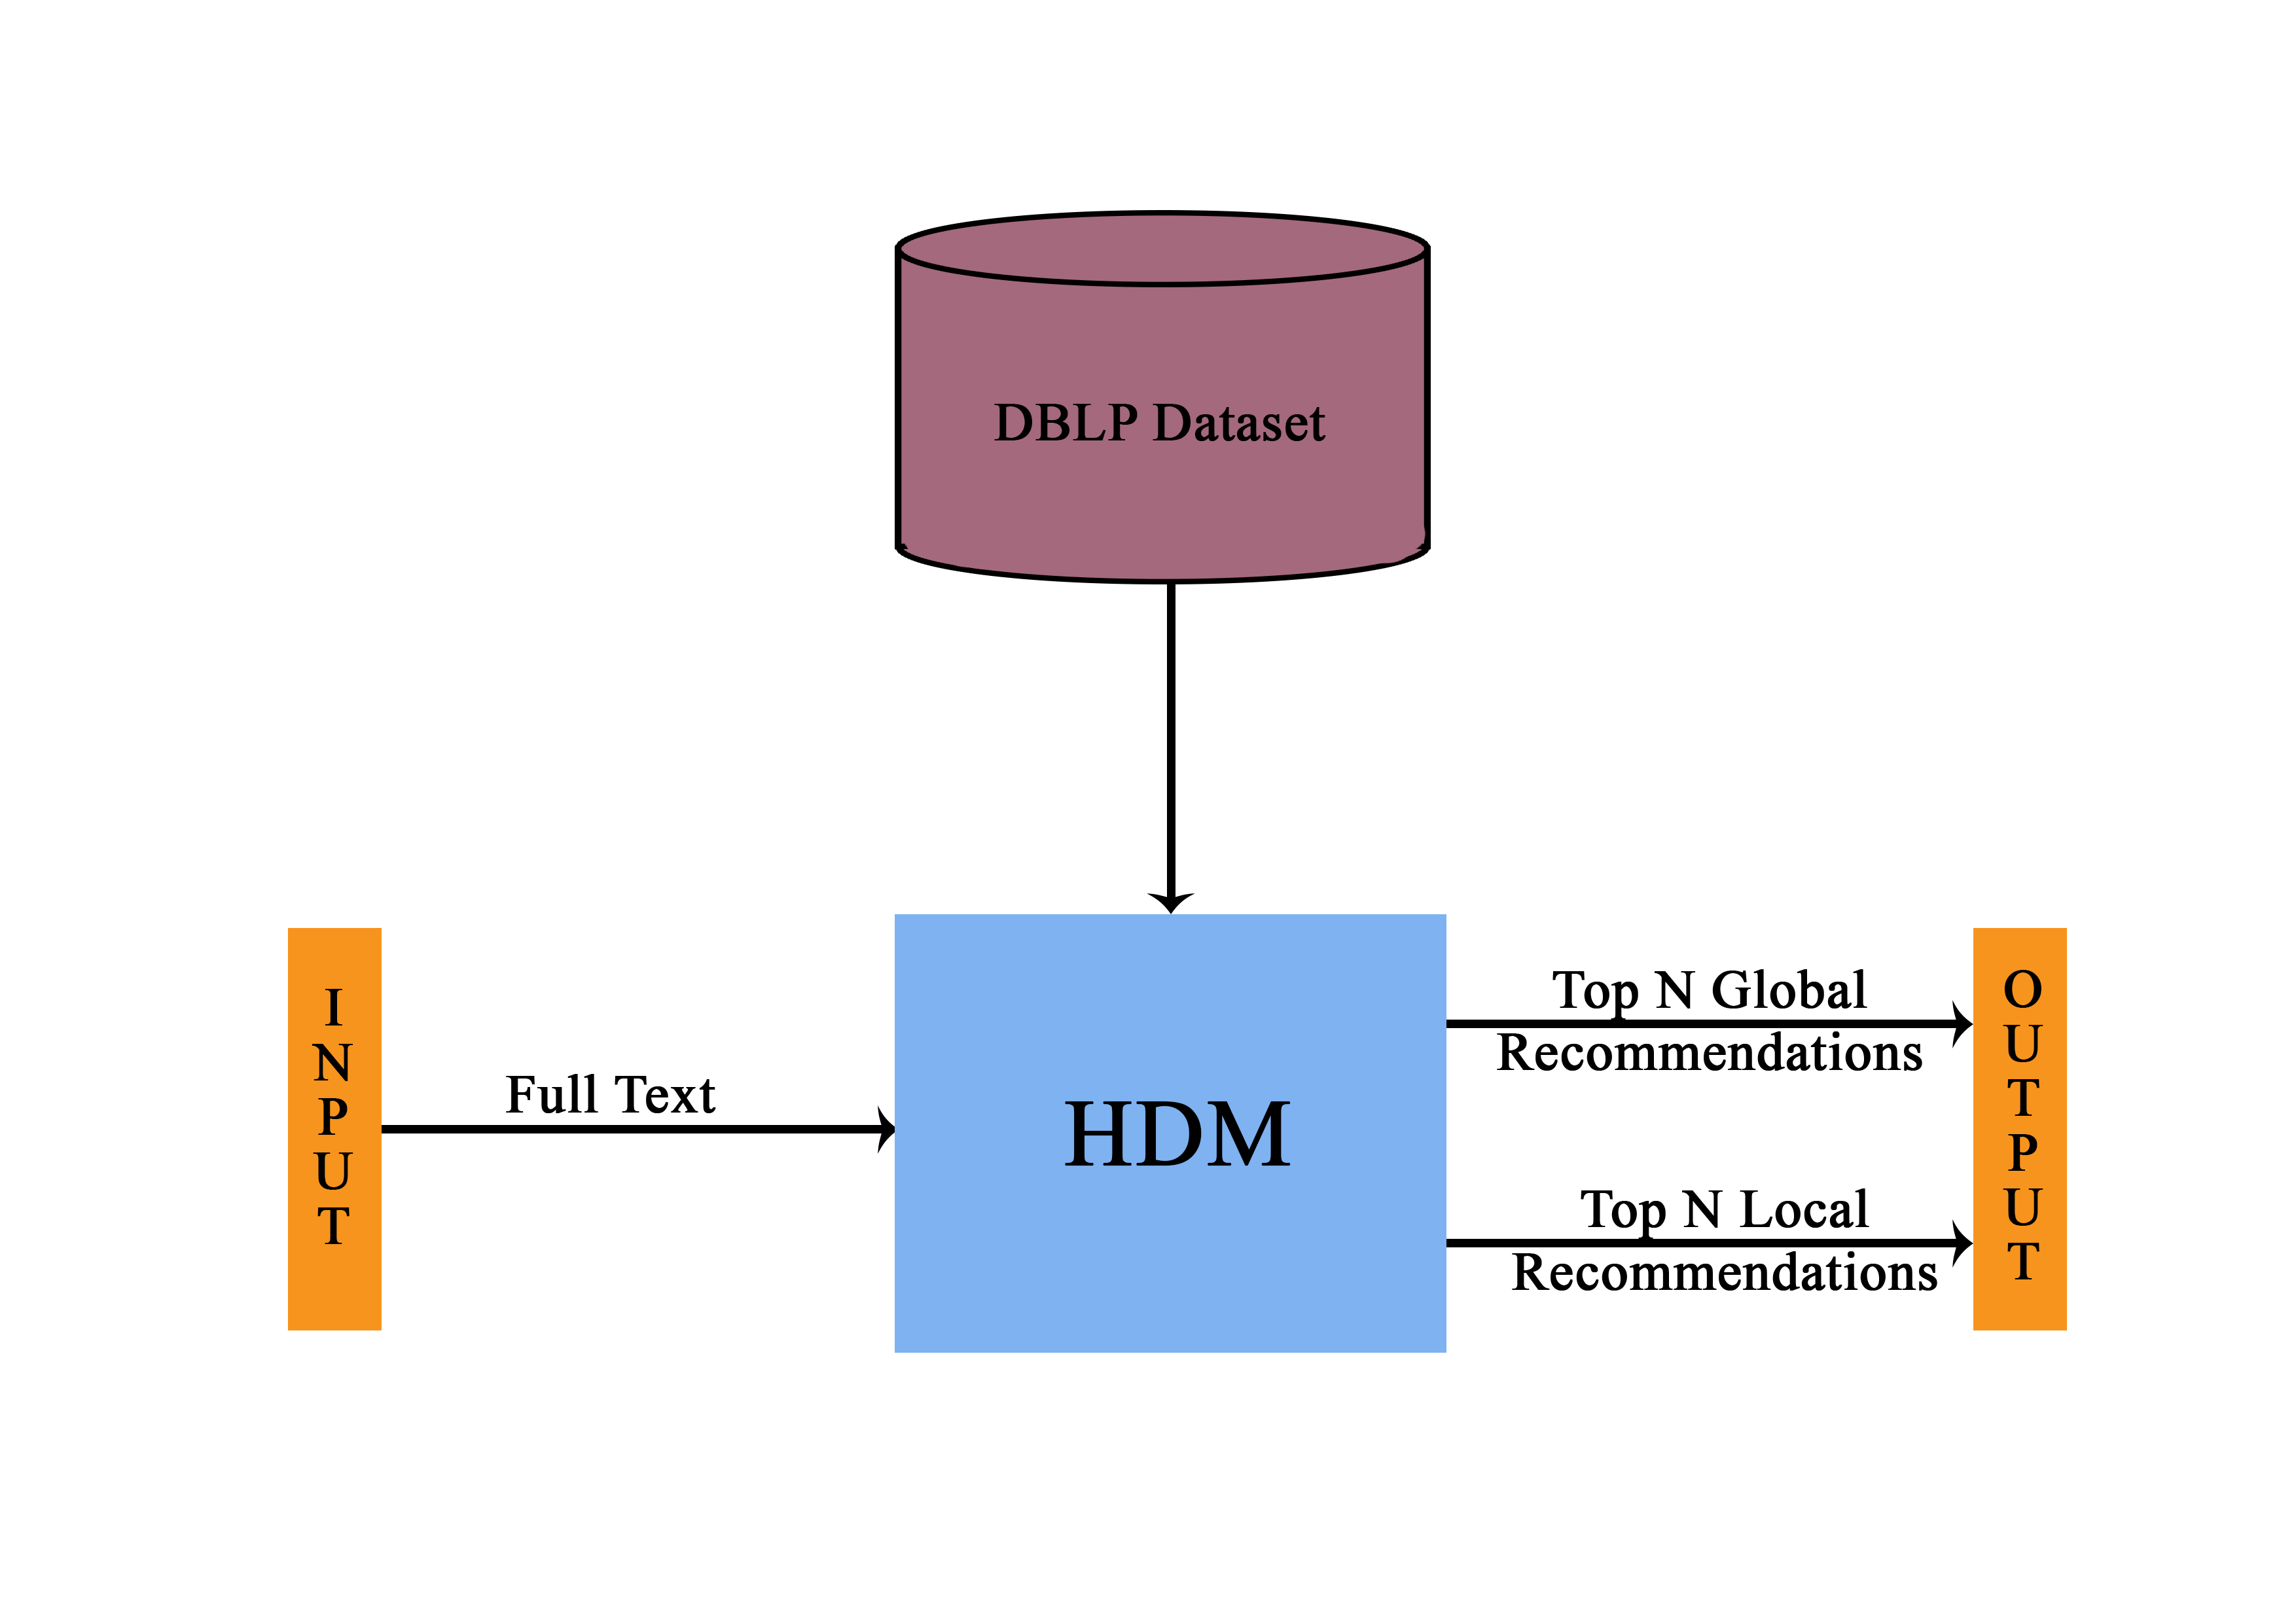 DBLP Dataset
INPUT
Full Text
HDM
Top N Global
Recommendations
Top N Local
Recommendations
OUTPUT